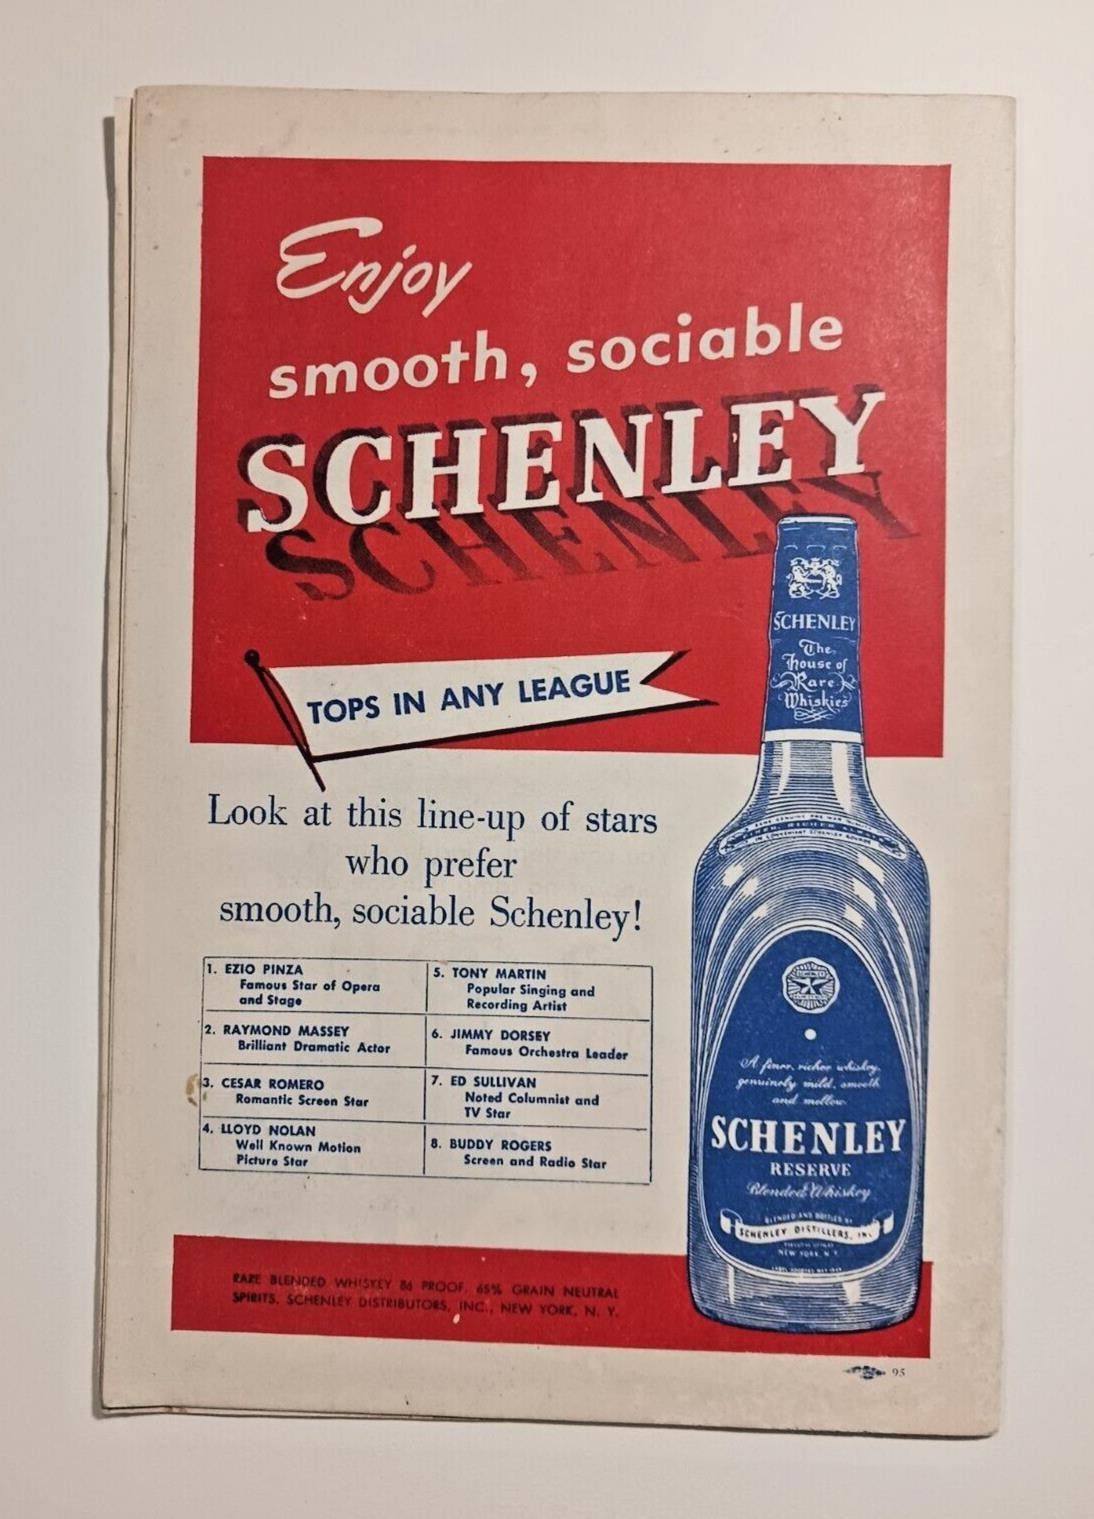 Enjoy
smooth, sociable
SCHENLEY
SCHENLEY
SCHENLEY
The
House of
Rare
Whiskies
TOPS IN ANY LEAGUE
Look at this line-up of stars
who prefer
smooth, sociable Schenley!
1. EZIO PINZA
Famous Star of Opera
and Stage
2. RAYMOND MASSEY
Brilliant Dramatic Actor
3. CESAR ROMERO
Romantic Screen Star
4. LLOYD NOLAN
Well Known Motion
Picture Star
5. TONY MARTIN
Popular Singing and
Recording Artist
6. JIMMY DORSEY
Famous Orchestra Leader
7. ED SULLIVAN
Noted Columnist and
TV Star
8. BUDDY ROGERS
Screen and Radio Star
A finer, richer whiskey,
genuinely mild, smooth
and mellow.
SCHENLEY
RESERVE
Blended Whiskey
BLENDED AND BOTTLED BY
SCHENLEY DISTILLERS, INC.
NEW YORK, N. Y.
RARE BLENDED WHISKEY 86 PROOF. 65% GRAIN NEUTRAL
SPIRITS. SCHENLEY DISTRIBUTORS, INC., NEW YORK, N. Y.
95